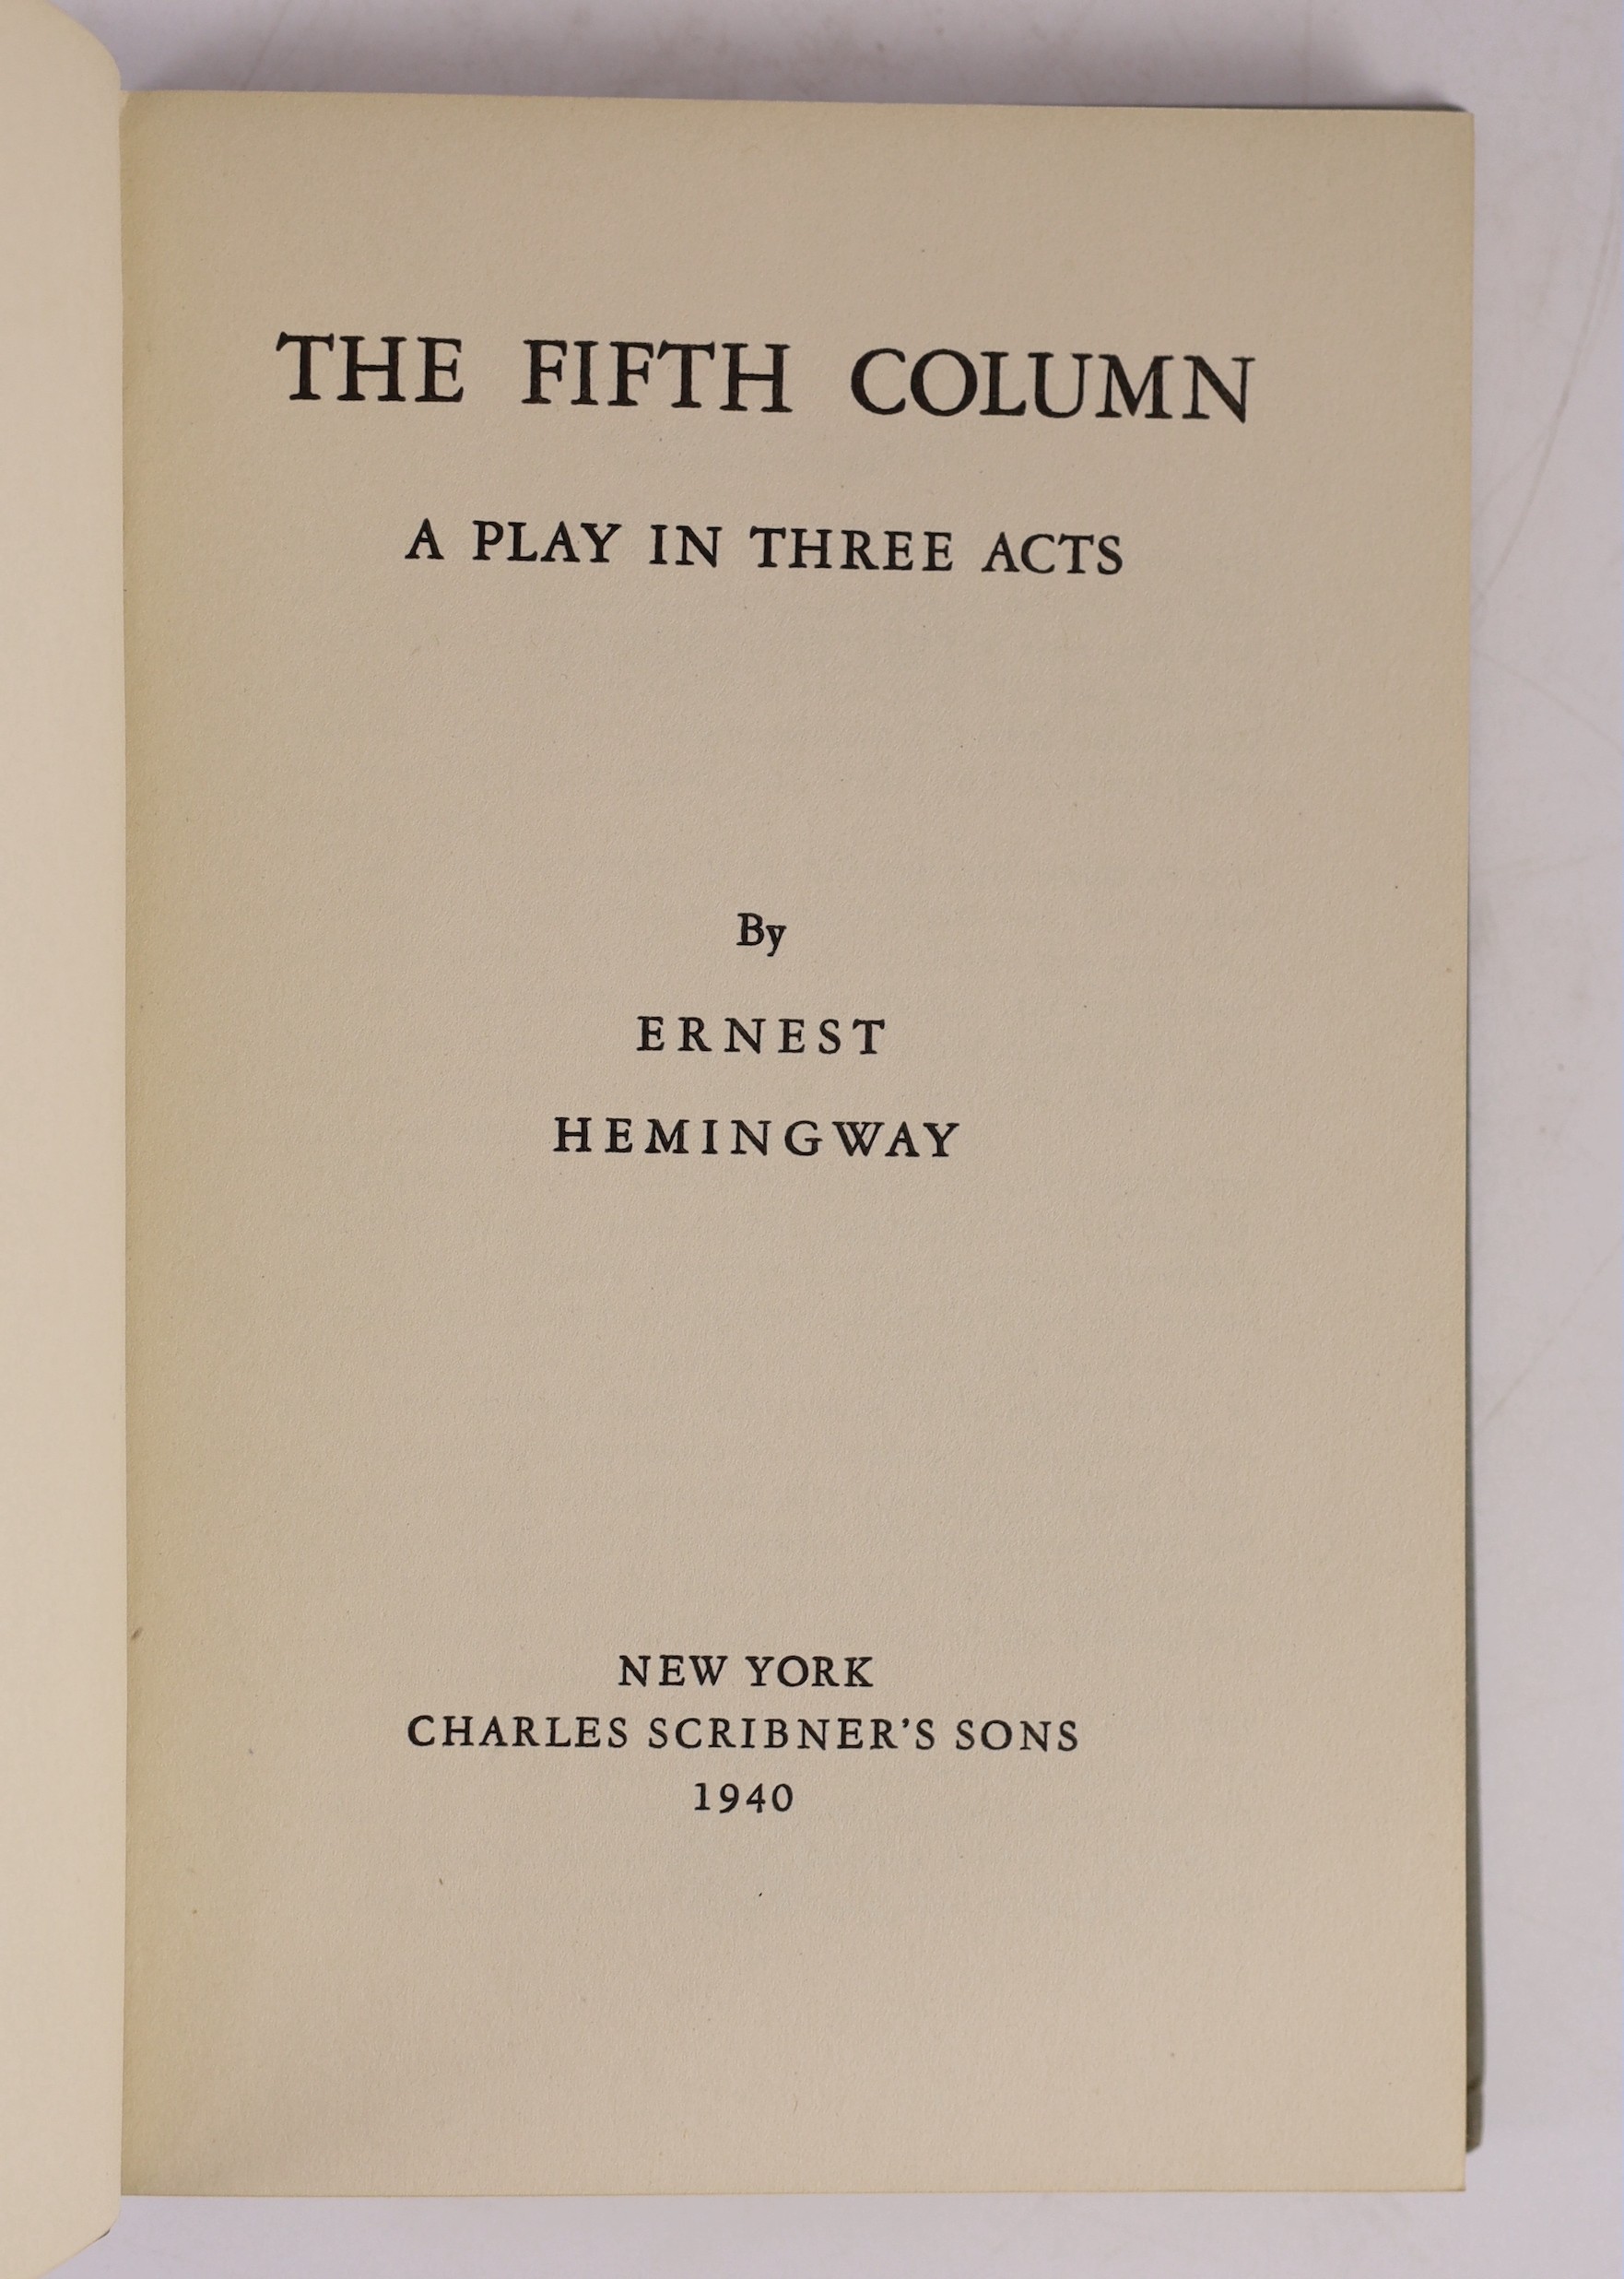 THE FIFTH COLUMN
A PLAY IN THREE ACTS
By
ERNEST
HEMINGWAY
NEW YORK
CHARLES SCRIBNER'S SONS
1940